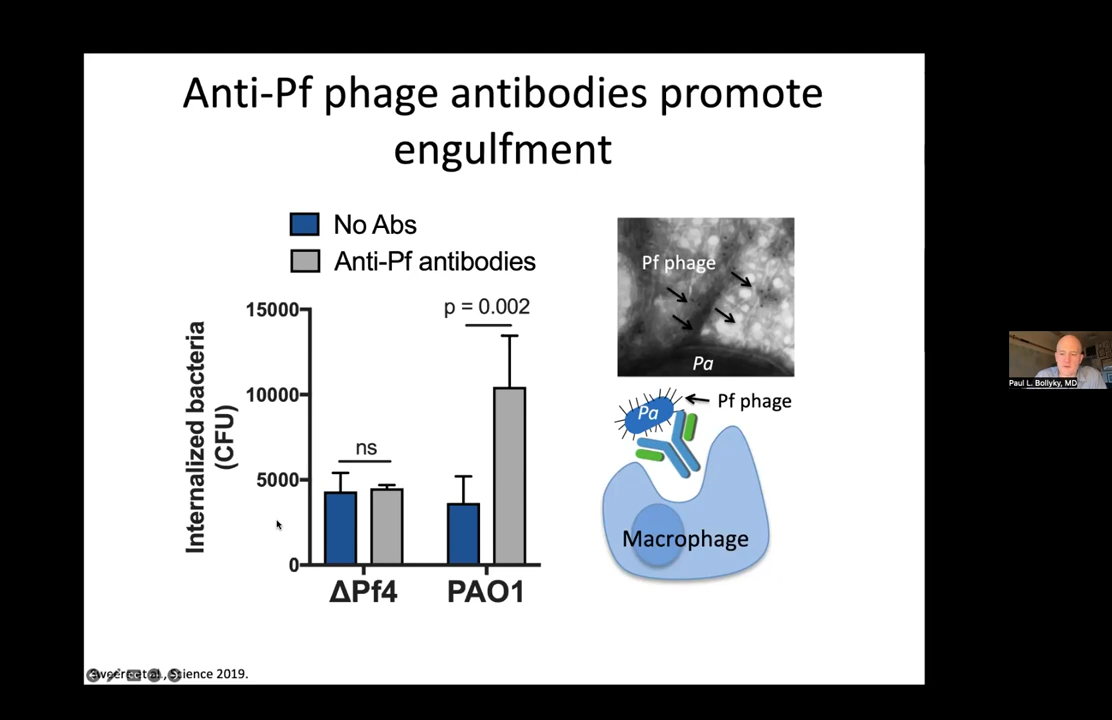 Anti-Pf phage antibodies promote
engulfment
No Abs
Anti-Pf antibodies
p = 0.002
ns
15000
10000
5000
0
Internalized bacteria
(CFU)
ΔPf4
PAO1
Pf phage
Pa
Pa
Pf phage
Macrophage
Paul L. Bollyky, MD
Science 2019.